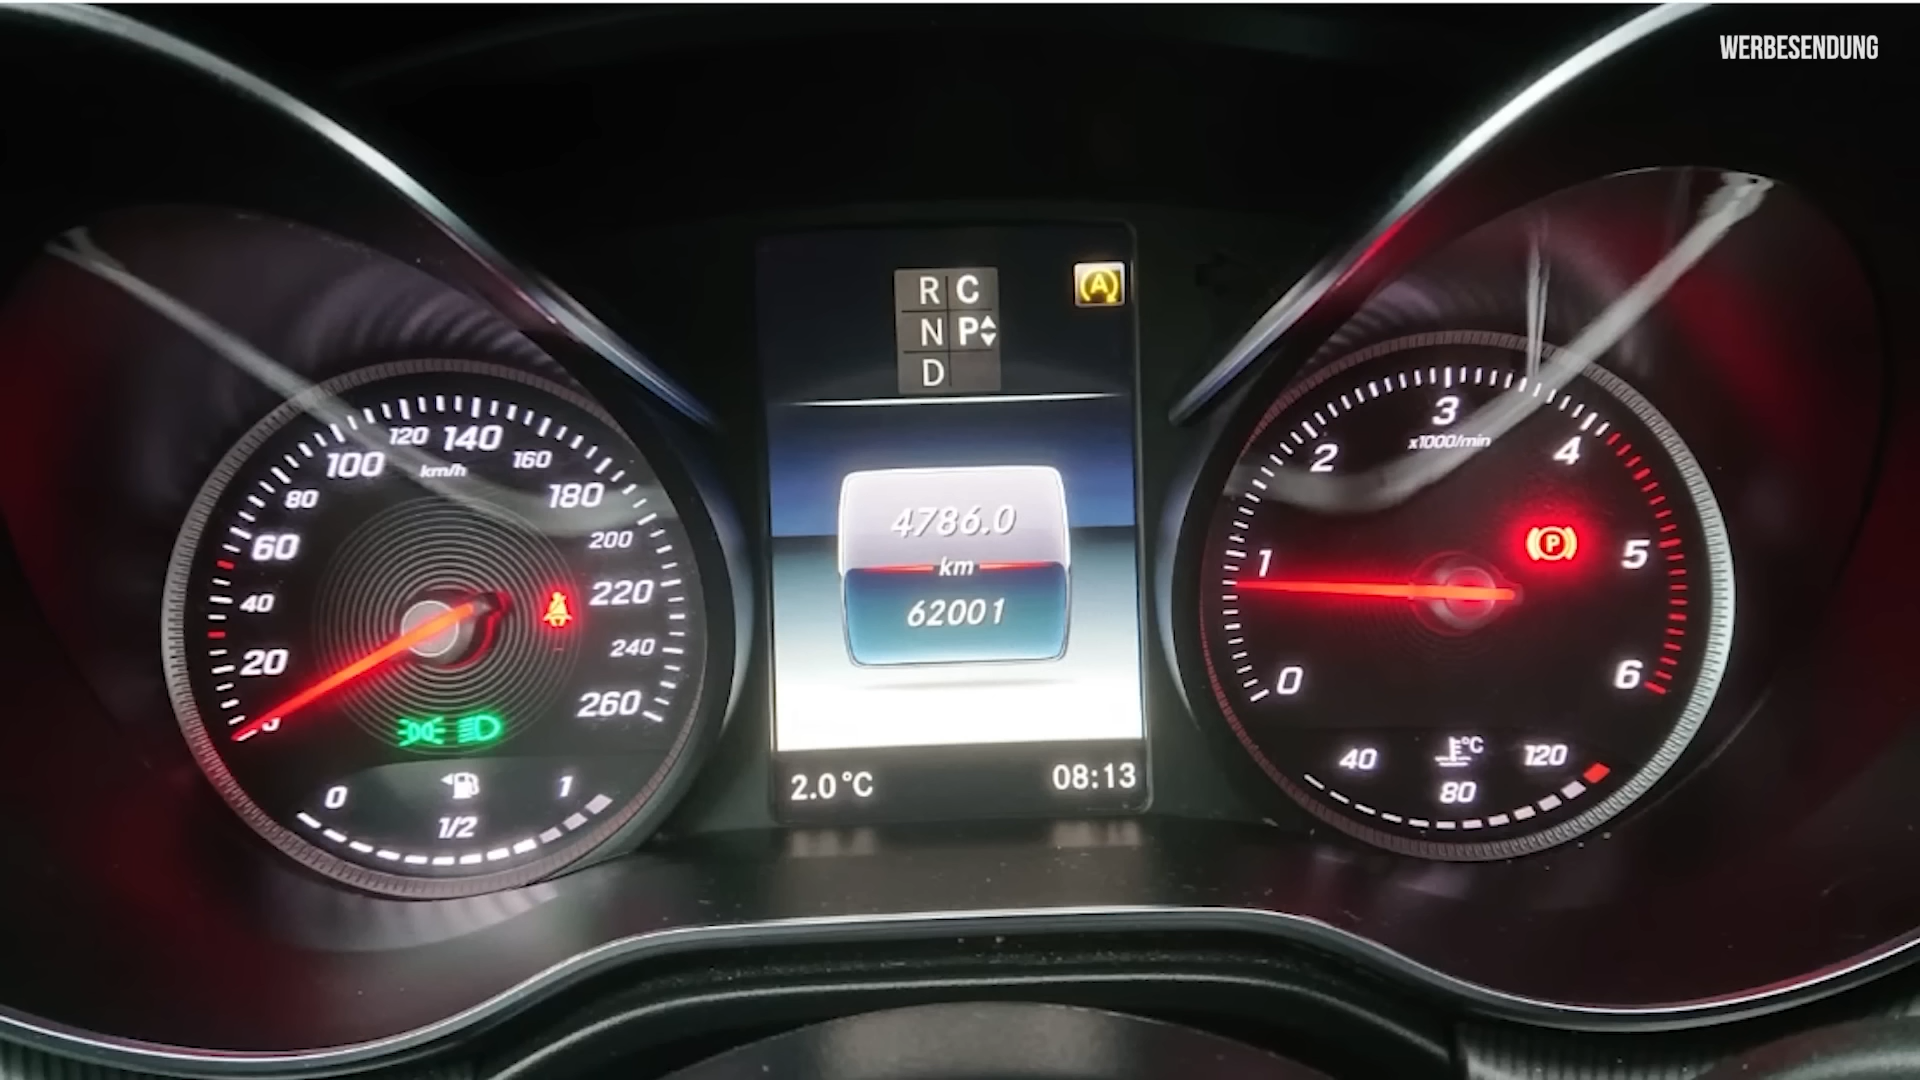 WERBESENDUNG
R C
N P
D
A
4786.0
km
62001
2.0°C
08:13
20
40
60
80
100
120
140
160
180
200
220
240
260
km/h
0
1/2
1
0
1
2
3
4
5
6
x1000/min
P
40
80
120
°C